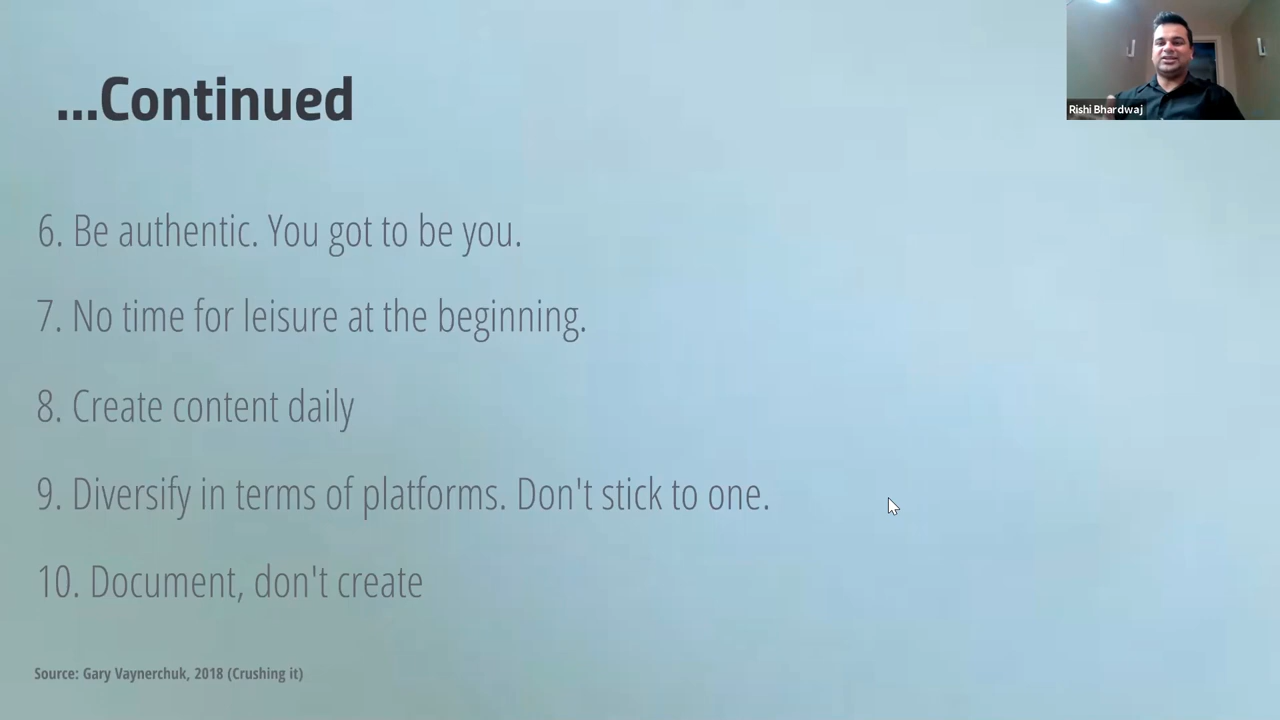 ...Continued
Rishi Bhardwaj
6. Be authentic. You got to be you.
7. No time for leisure at the beginning.
8. Create content daily
9. Diversify in terms of platforms. Don't stick to one.
10. Document, don't create
Source: Gary Vaynerchuk, 2018 (Crushing it)